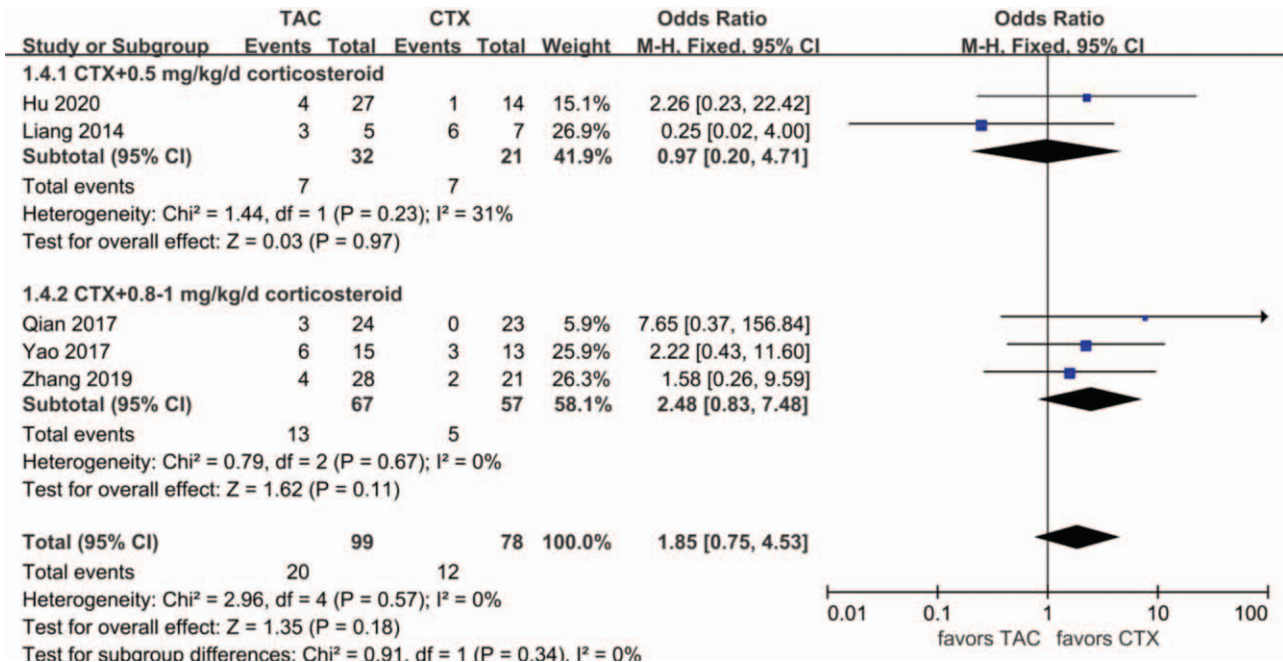 TAC CTX Odds Ratio Odds Ratio
Study or Subgroup Events Total Events Total Weight M-H, Fixed, 95% CI M-H, Fixed, 95% CI
1.4.1 CTX+0.5 mg/kg/d corticosteroid
Hu 2020 4 27 1 14 15.1% 2.26 [0.23, 22.42]
Liang 2014 3 5 6 7 26.9% 0.25 [0.02, 4.00]
Subtotal (95% CI) 32 21 41.9% 0.97 [0.20, 4.71]
Total events 7 7
Heterogeneity: Chi² = 1.44, df = 1 (P = 0.23); I² = 31%
Test for overall effect: Z = 0.03 (P = 0.97)
1.4.2 CTX+0.8-1 mg/kg/d corticosteroid
Qian 2017 3 24 0 23 5.9% 7.65 [0.37, 156.84]
Yao 2017 6 15 3 13 25.9% 2.22 [0.43, 11.60]
Zhang 2019 4 28 2 21 26.3% 1.58 [0.26, 9.59]
Subtotal (95% CI) 67 57 58.1% 2.48 [0.83, 7.48]
Total events 13 5
Heterogeneity: Chi² = 0.79, df = 2 (P = 0.67); I² = 0%
Test for overall effect: Z = 1.62 (P = 0.11)
Total (95% CI) 99 78 100.0% 1.85 [0.75, 4.53]
Total events 20 12
Heterogeneity: Chi² = 2.96, df = 4 (P = 0.57); I² = 0%
Test for overall effect: Z = 1.35 (P = 0.18)
Test for subgroup differences: Chi² = 0.91, df = 1 (P = 0.34), I² = 0%
0.01 0.1 1 10 100
favors TAC favors CTX